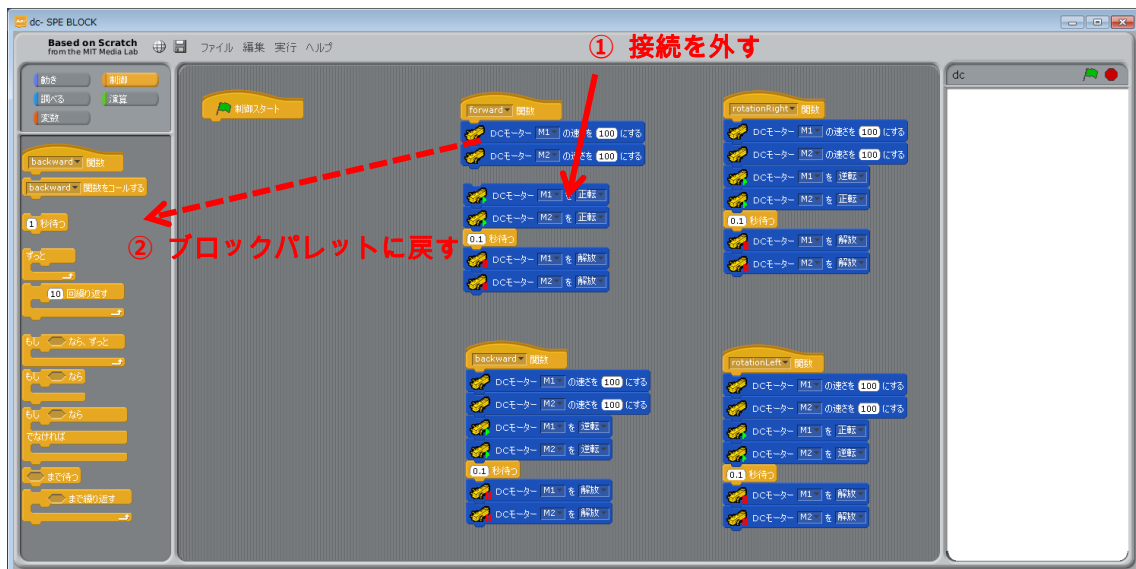 dc- SPE BLOCK
Based on Scratch
from the MIT Media Lab
ファイル 編集 実行 ヘルプ
① 接続を外す
動き 制御
調べる 演算
変数
dc
backward 関数
backward 関数をコールする
1 秒待つ
ずっと
10 回繰り返す
もし なら、ずっと
もし なら
もし なら
でなければ
まで待つ
まで繰り返す
制御スタート
② ブロックパレットに戻す
forward 関数
DCモーター M1 の速さを 100 にする
DCモーター M2 の速さを 100 にする
DCモーター M1 を 正転
DCモーター M2 を 正転
0.1 秒待つ
DCモーター M1 を 解放
DCモーター M2 を 解放
rotationRight 関数
DCモーター M1 の速さを 100 にする
DCモーター M2 の速さを 100 にする
DCモーター M1 を 逆転
DCモーター M2 を 正転
0.1 秒待つ
DCモーター M1 を 解放
DCモーター M2 を 解放
backward 関数
DCモーター M1 の速さを 100 にする
DCモーター M2 の速さを 100 にする
DCモーター M1 を 逆転
DCモーター M2 を 逆転
0.1 秒待つ
DCモーター M1 を 解放
DCモーター M2 を 解放
rotationLeft 関数
DCモーター M1 の速さを 100 にする
DCモーター M2 の速さを 100 にする
DCモーター M1 を 正転
DCモーター M2 を 逆転
0.1 秒待つ
DCモーター M1 を 解放
DCモーター M2 を 解放